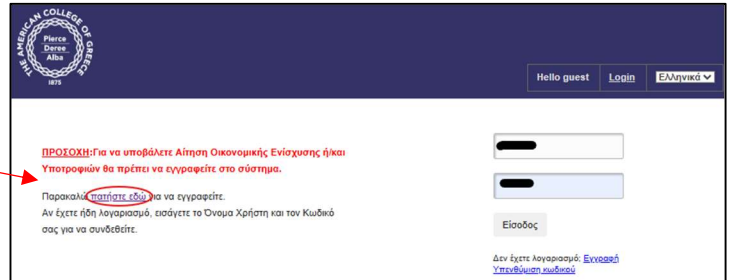 THE AMERICAN COLLEGE OF GREECE
Pierce
Deree
Alba
1875
Hello guest Login Ελληνικά
ΠΡΟΣΟΧΗ:Για να υποβάλετε Αίτηση Οικονομικής Ενίσχυσης ή/και
Υποτροφιών θα πρέπει να εγγραφείτε στο σύστημα.
Παρακαλώ πατήστε εδώ για να εγγραφείτε.
Αν έχετε ήδη λογαριασμό, εισάγετε το Όνομα Χρήστη και τον Κωδικό
σας για να συνδεθείτε.
Είσοδος
Δεν έχετε λογαριασμό; Εγγραφή
Υπενθύμιση κωδικού